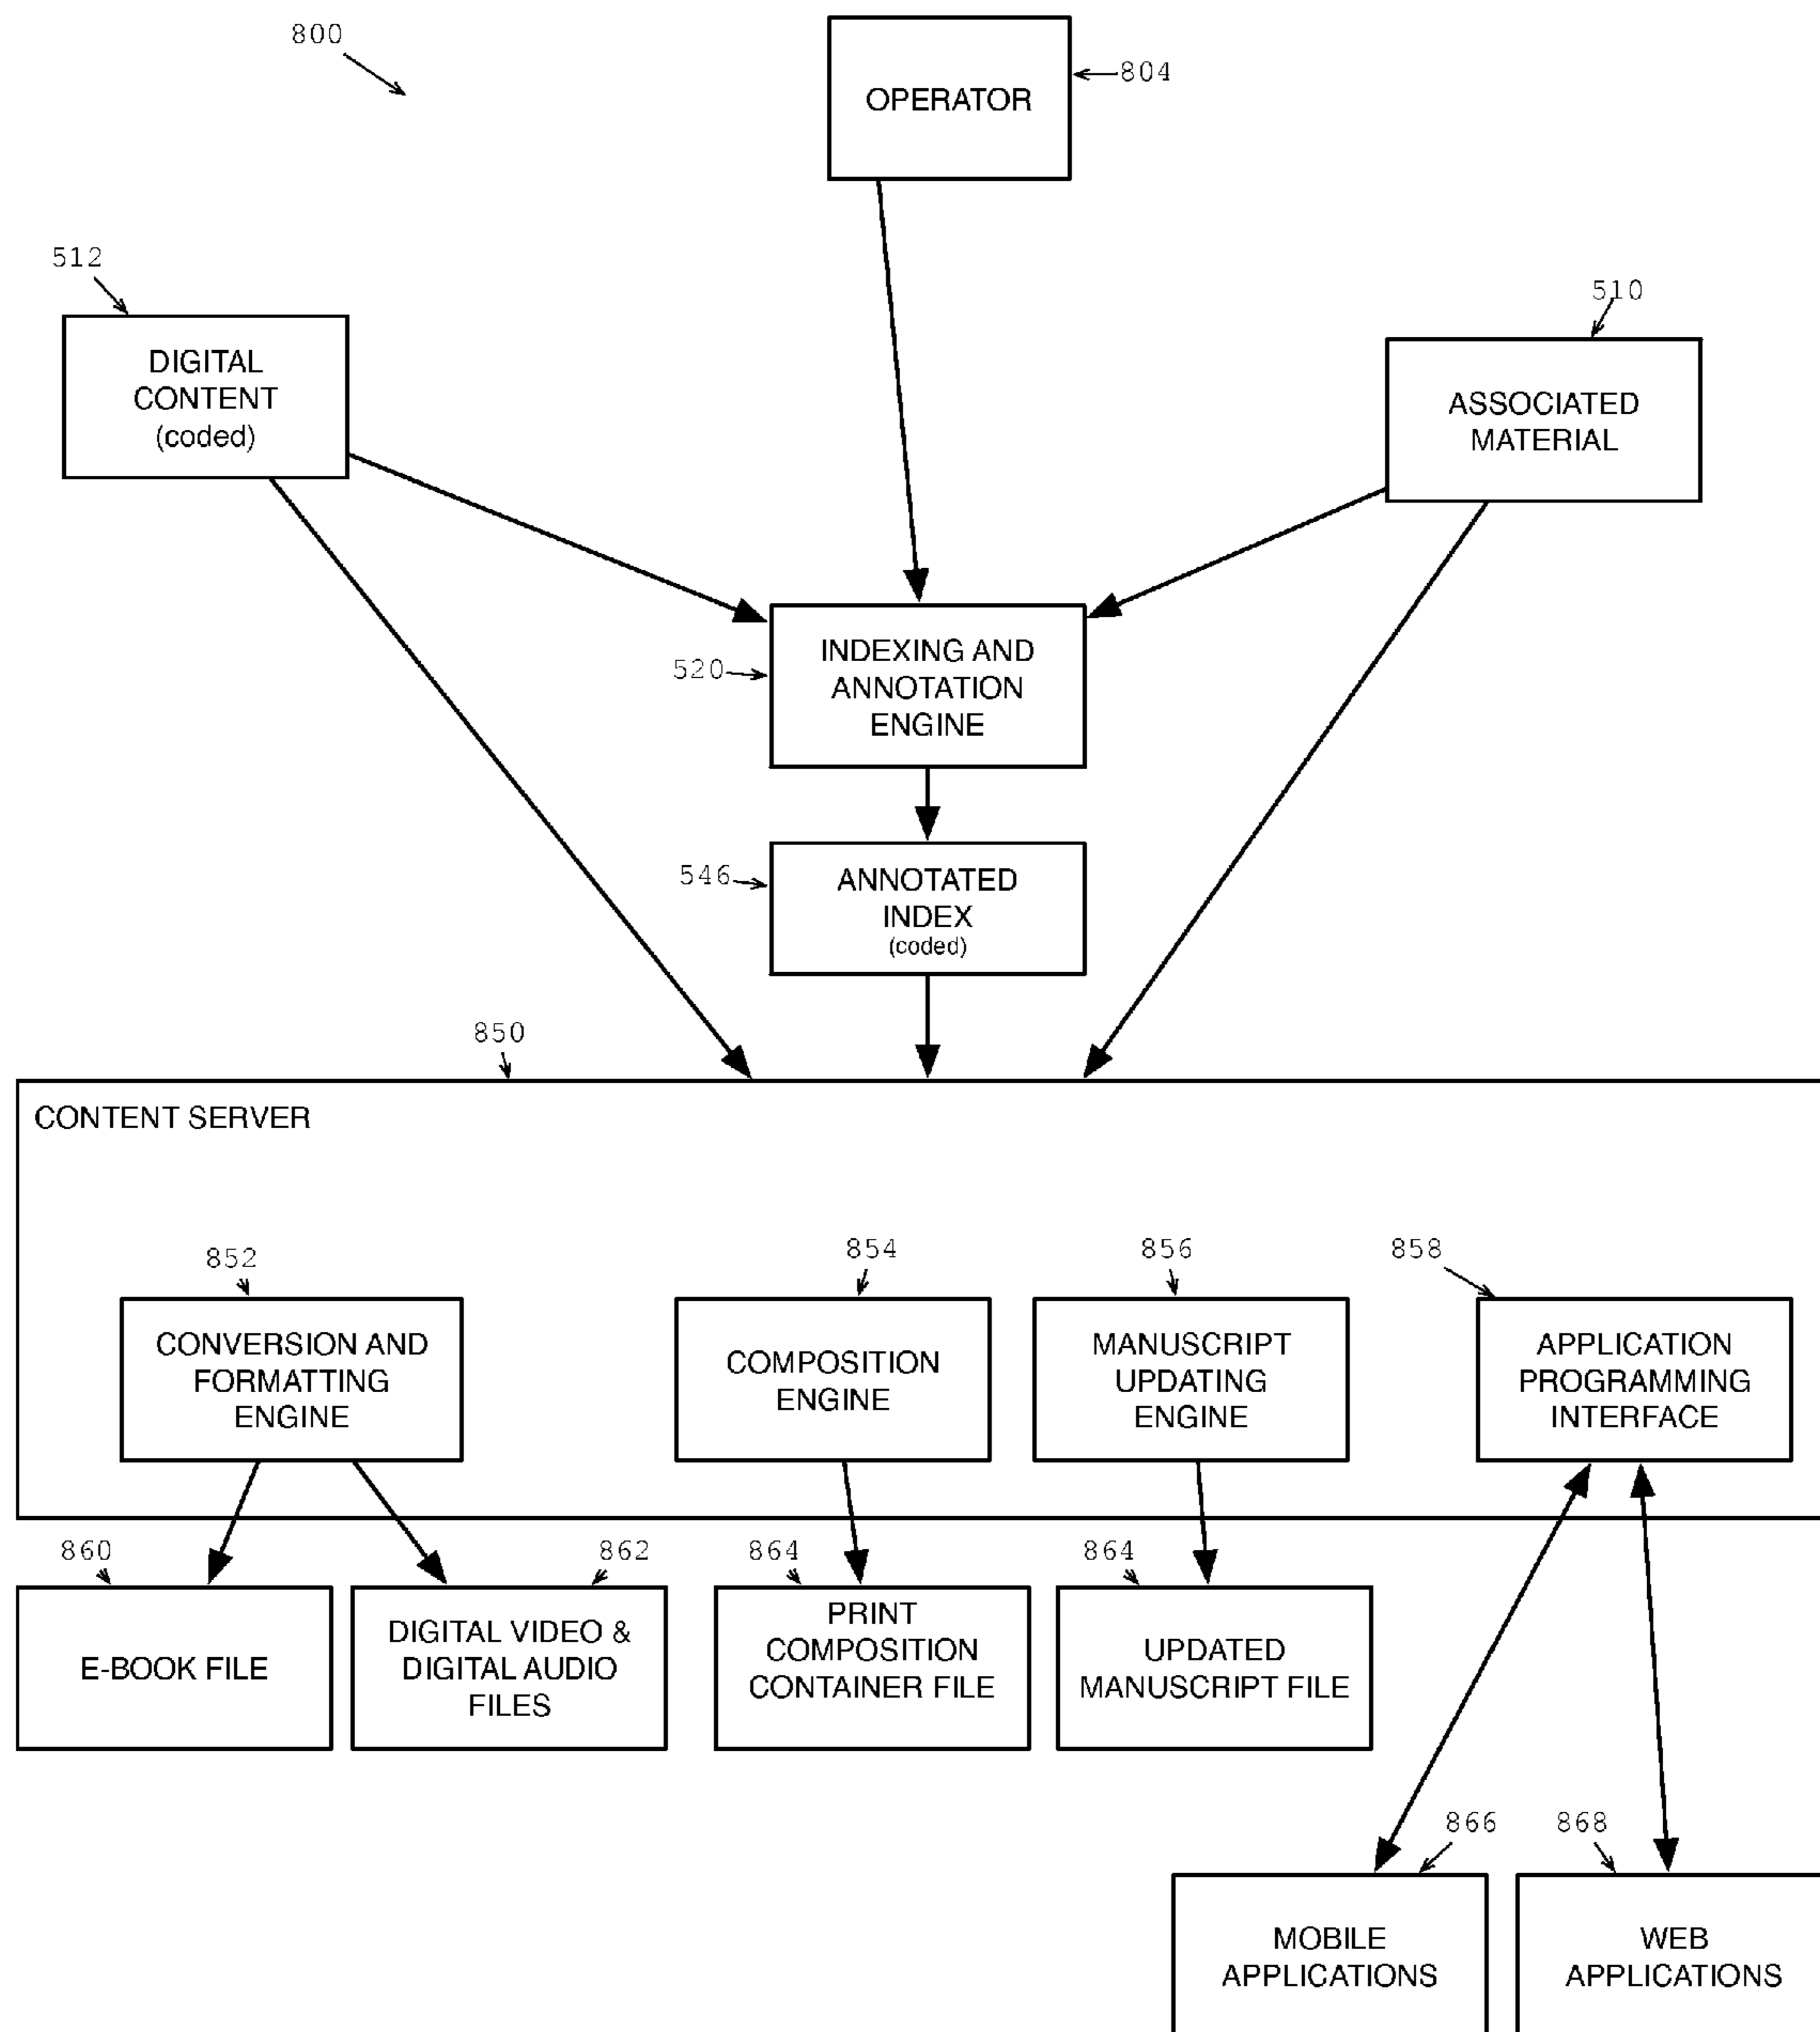 800
OPERATOR
804
512
DIGITAL
CONTENT
(coded)
510
ASSOCIATED
MATERIAL
520
INDEXING AND
ANNOTATION
ENGINE
546
ANNOTATED
INDEX
(coded)
850
CONTENT SERVER
852
CONVERSION AND
FORMATTING
ENGINE
854
COMPOSITION
ENGINE
856
MANUSCRIPT
UPDATING
ENGINE
858
APPLICATION
PROGRAMMING
INTERFACE
860
E-BOOK FILE
862
DIGITAL VIDEO &
DIGITAL AUDIO
FILES
864
PRINT
COMPOSITION
CONTAINER FILE
864
UPDATED
MANUSCRIPT FILE
866
MOBILE
APPLICATIONS
868
WEB
APPLICATIONS